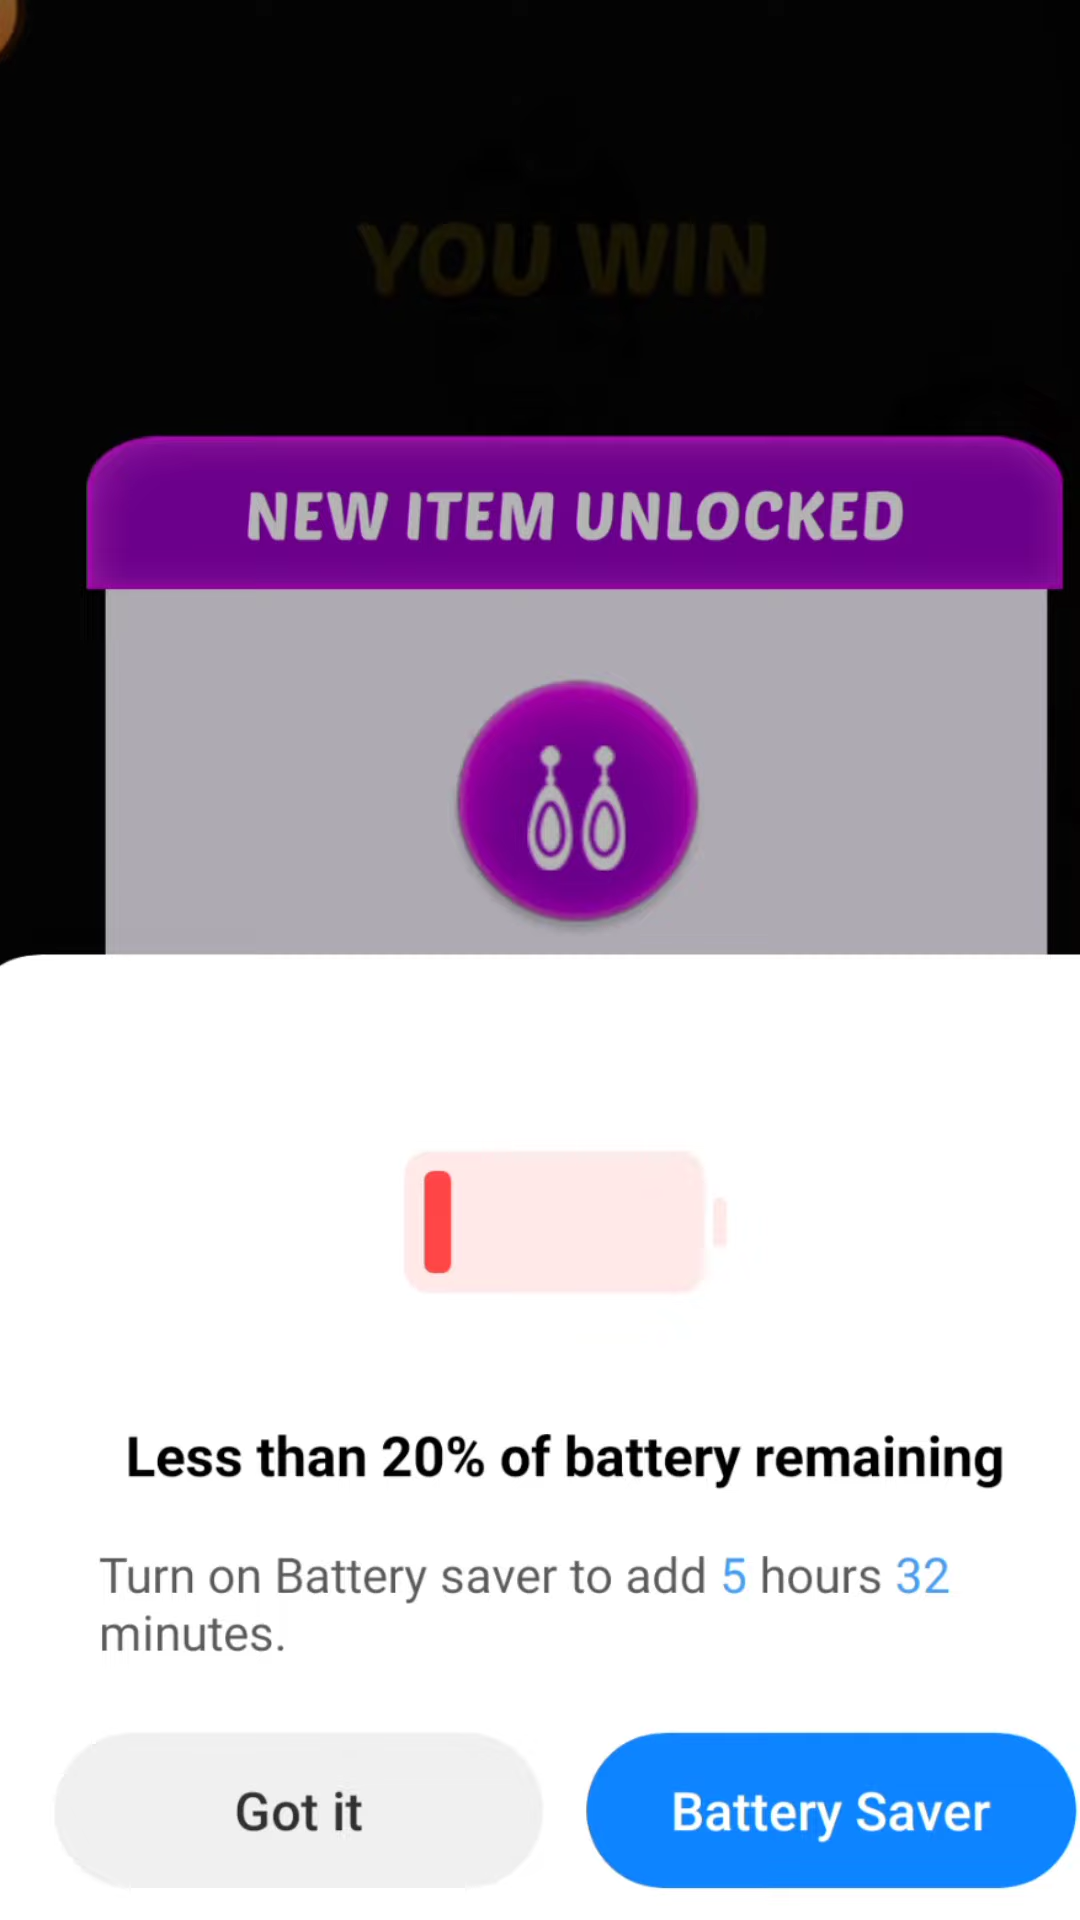 YOU WIN
NEW ITEM UNLOCKED
Less than 20% of battery remaining
Turn on Battery saver to add 5 hours 32
minutes.
Got it
Battery Saver